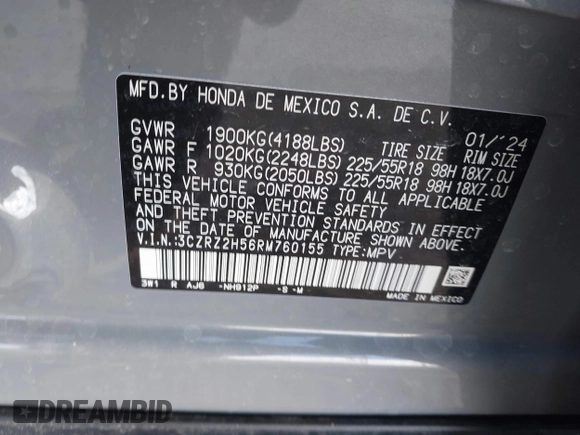 MFD.BY HONDA DE MEXICO S.A. DE C.V.
GVWR 1900KG(4188LBS) 01/'24
GAWR F 1020KG(2248LBS) TIRE SIZE RIM SIZE
225/55R18 98H 18X7.0J
GAWR R 930KG(2050LBS) 225/55R18 98H 18X7.0J
THIS VEHICLE CONFORMS TO ALL APPLICABLE
FEDERAL MOTOR VEHICLE SAFETY
AND THEFT PREVENTION STANDARDS IN EFFECT
ON THE DATE OF MANUFACTURE SHOWN ABOVE.
V.I.N.:3CZRZ2H56RM760155 TYPE:MPV
3W1 R AJ6 -NH912P -S -M- MADE IN MEXICO
DREAMBID